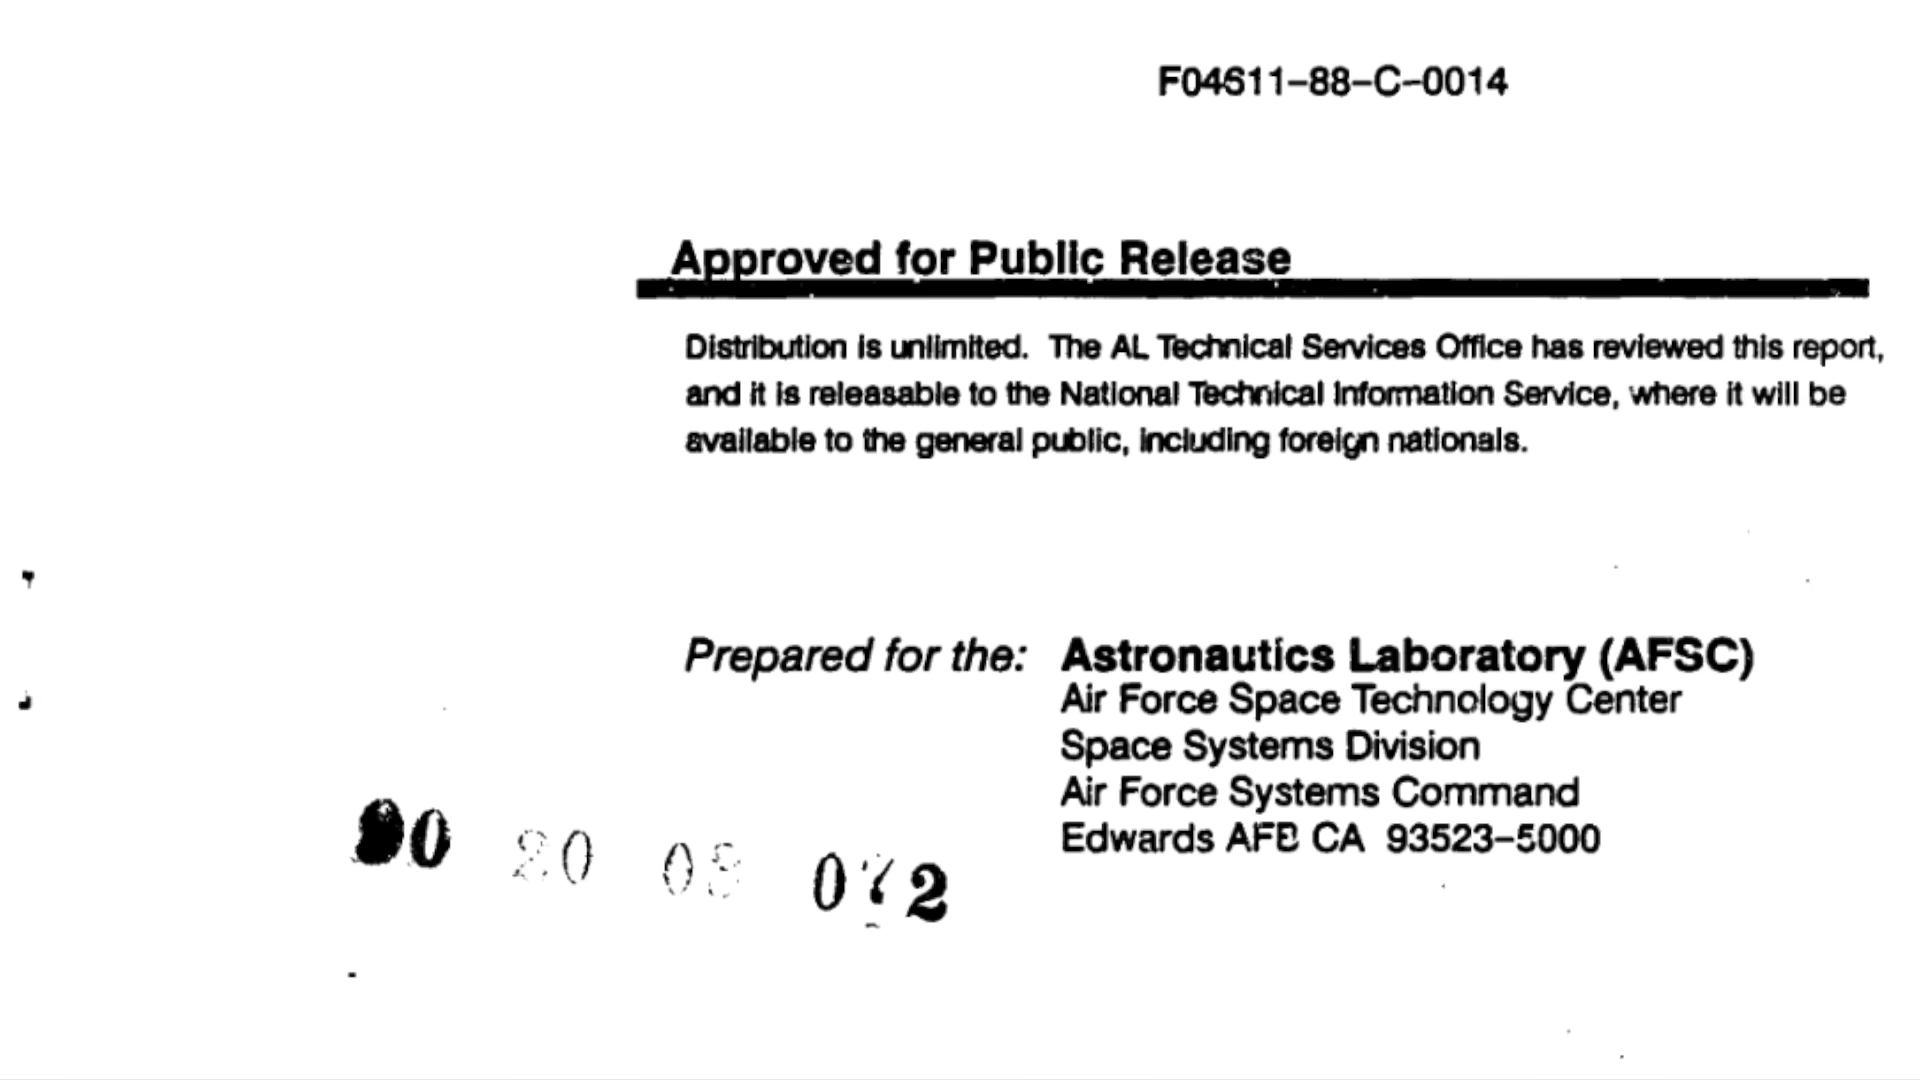 F04611-88-C-0014
Approved for Public Release
Distribution is unlimited. The AL Technical Services Office has reviewed this report,
and it is releasable to the National Technical Information Service, where it will be
available to the general public, including foreign nationals.
Prepared for the: Astronautics Laboratory (AFSC)
Air Force Space Technology Center
Space Systems Division
Air Force Systems Command
Edwards AFB CA 93523-5000